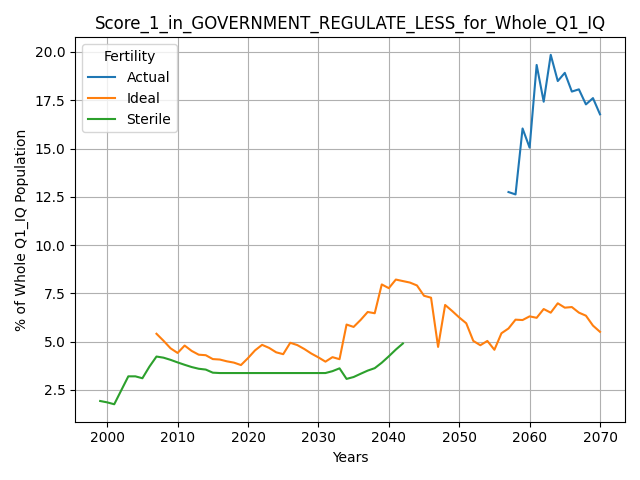 Score_1_in_GOVERNMENT_REGULATE_LESS_for_Whole_Q1_IQ
Fertility
Actual
Ideal
Sterile
% of Whole Q1_IQ Population
20.0
17.5
15.0
12.5
10.0
7.5
5.0
2.5
2000 2010 2020 2030 2040 2050 2060 2070
Years